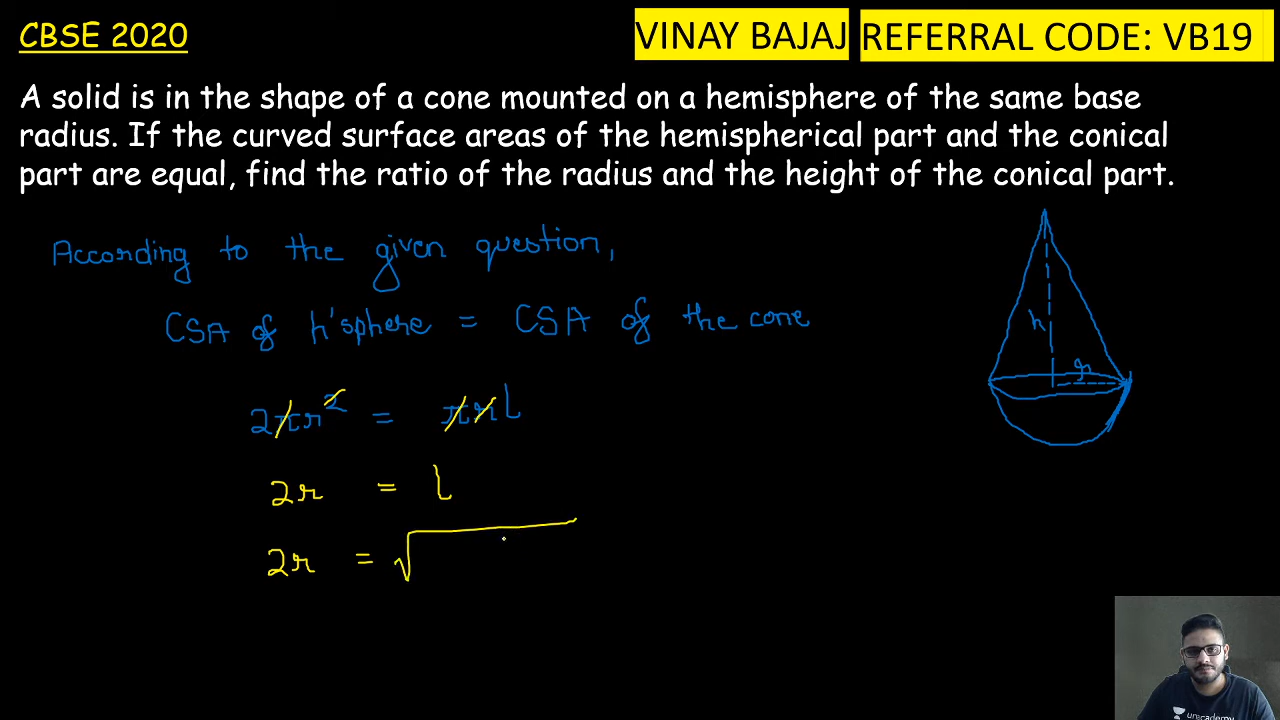 CBSE 2020
VINAY BAJAJ
REFERRAL CODE: VB19
A solid is in the shape of a cone mounted on a hemisphere of the same base
radius. If the curved surface areas of the hemispherical part and the conical
part are equal, find the ratio of the radius and the height of the conical part.
According to the given question,
CSA of h'sphere = CSA of the cone
2πr² = πrl
2r = l
2r = √
h
r
unacademy